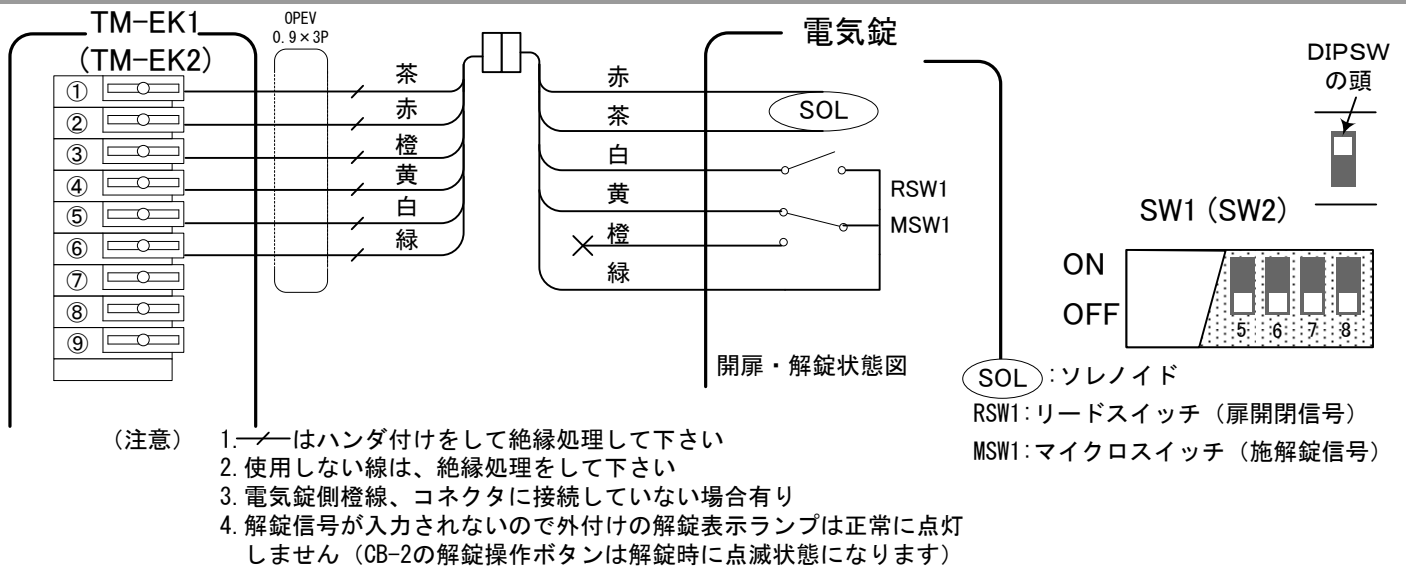 TM-EK1
(TM-EK2)
OPEV
0.9×3P
電気錠
DIPSW
の頭
①
②
③
④
⑤
⑥
⑦
⑧
⑨
茶
赤
橙
黄
白
緑
赤
茶
白
黄
橙
緑
SOL
RSW1
MSW1
SW1(SW2)
ON
OFF
5 6 7 8
開扉・解錠状態図
SOL:ソレノイド
RSW1:リードスイッチ(扉開閉信号)
MSW1:マイクロスイッチ(施解錠信号)
(注意) 1.はハンダ付けをして絶縁処理して下さい
2.使用しない線は、絶縁処理をして下さい
3.電気錠側橙線、コネクタに接続していない場合有り
4.解錠信号が入力されないので外付けの解錠表示ランプは正常に点灯
しません(CB-2の解錠操作ボタンは解錠時に点滅状態になります)